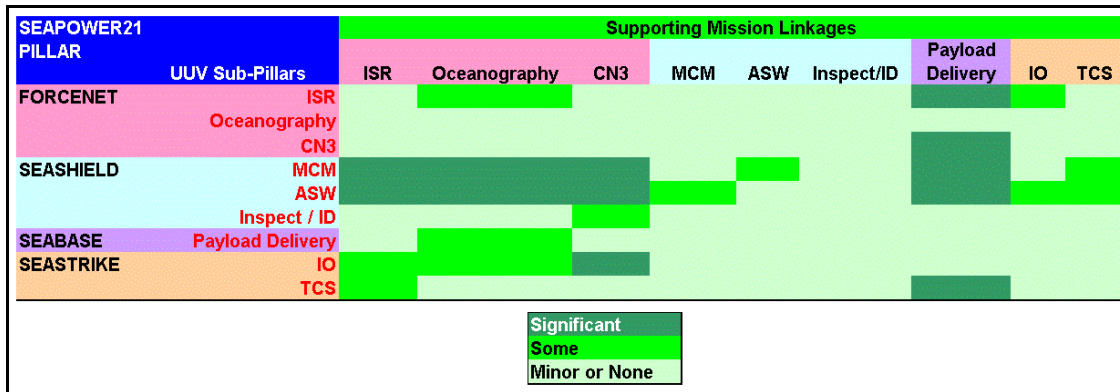 SEAPOWER21 Supporting Mission Linkages
PILLAR Payload
UUV Sub-Pillars ISR Oceanography CN3 MCM ASW Inspect/ID Delivery IO TCS
FORCENET ISR
Oceanography
CN3
SEASHIELD MCM
ASW
Inspect / ID
SEABASE Payload Delivery
SEASTRIKE IO
TCS
Significant
Some
Minor or None